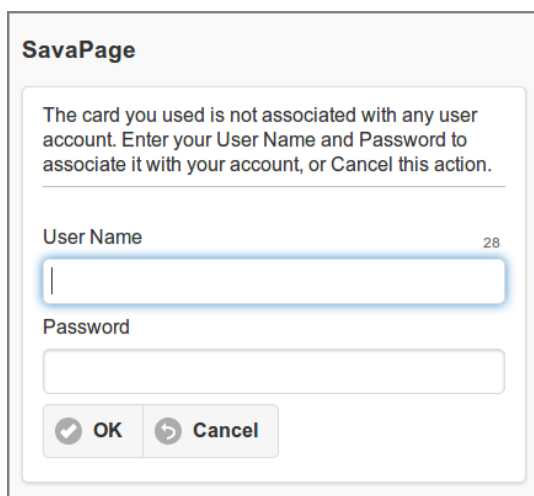 SavaPage
The card you used is not associated with any user
account. Enter your User Name and Password to
associate it with your account, or Cancel this action.
User Name
28
Password
OK
Cancel